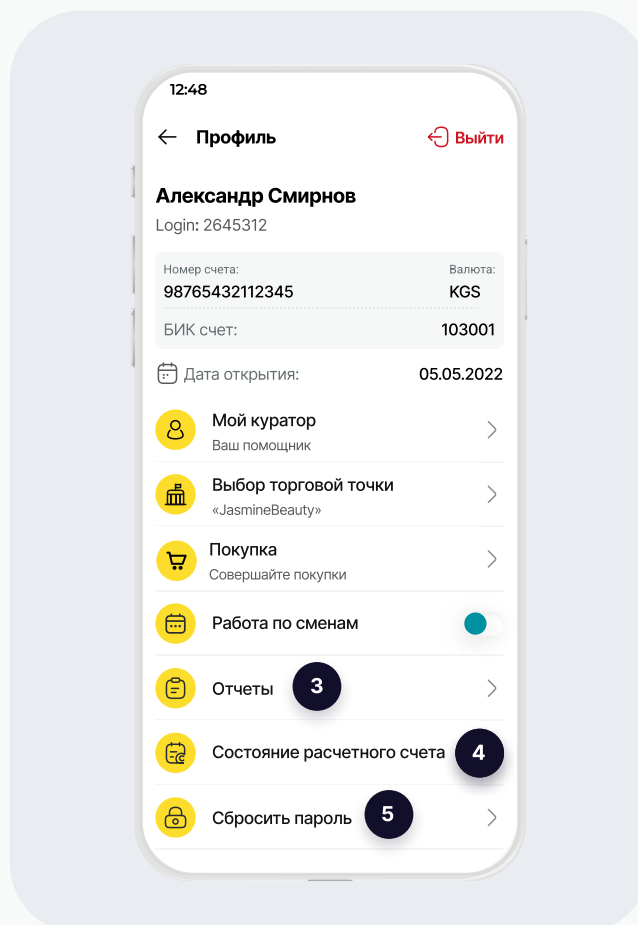 12:48
Профиль
Выйти
Александр Смирнов
Login: 2645312
Номер счета: Валюта:
98765432112345 KGS
БИК счет: 103001
Дата открытия: 05.05.2022
Мой куратор
Ваш помощник
Выбор торговой точки
«JasmineBeauty»
Покупка
Совершайте покупки
Работа по сменам
Отчеты 3
Состояние расчетного счета 4
Сбросить пароль 5